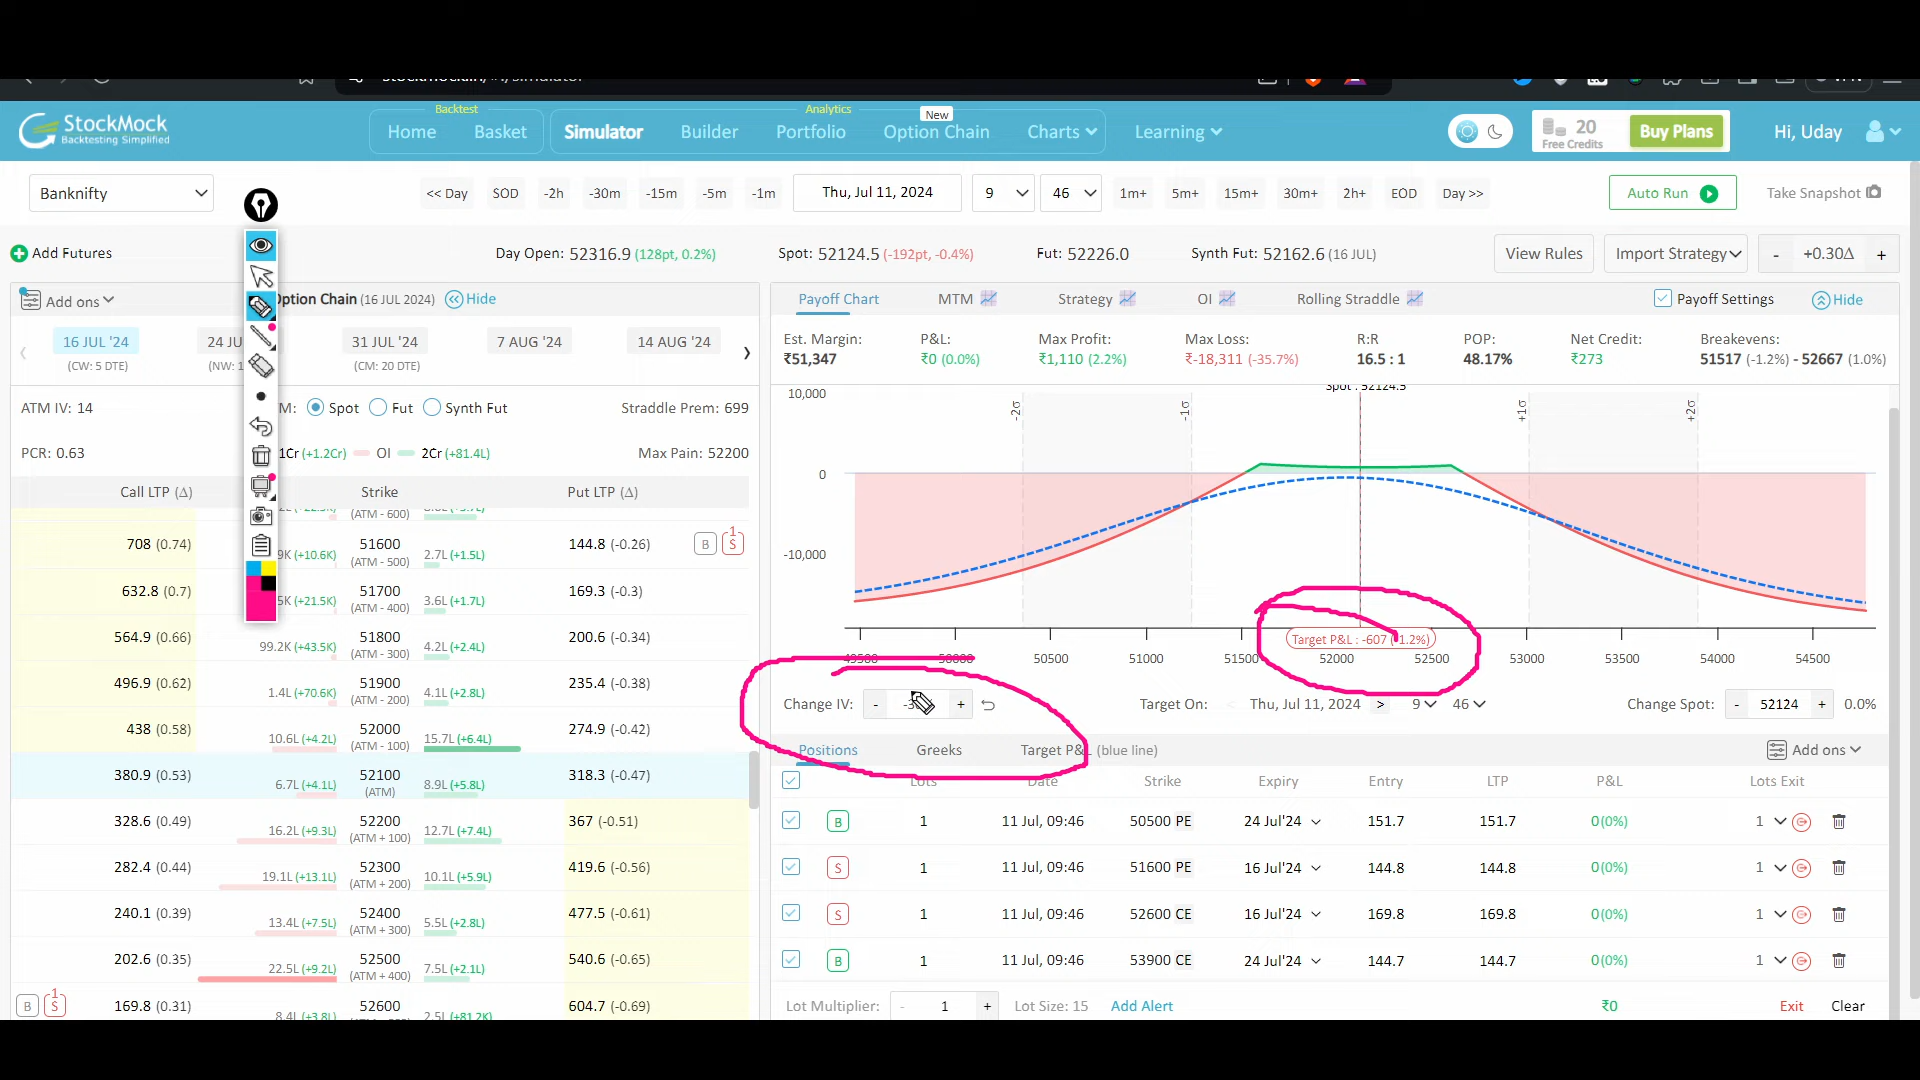 Backtest
Analytics
New
StockMock
Backtesting Simplified
Home Basket Simulator Builder Portfolio Option Chain Charts Learning
20
Free Credits
Buy Plans
Hi, Uday
Banknifty
<< Day SOD -2h -30m -15m -5m -1m Thu, Jul 11, 2024 9 46 1m+ 5m+ 15m+ 30m+ 2h+ EOD Day >>
Auto Run
Take Snapshot
Add Futures
Day Open: 52316.9 (128pt, 0.2%) Spot: 52124.5 (-192pt, -0.4%) Fut: 52226.0 Synth Fut: 52162.6 (16 JUL)
View Rules Import Strategy - +0.30Δ +
Add ons
Option Chain (16 JUL 2024) Hide
16 JUL '24 31 JUL '24 7 AUG '24 14 AUG '24
(CW: 5 DTE) (CM: 20 DTE)
ATM IV: 14
Spot Fut Synth Fut
Straddle Prem: 699
PCR: 0.63
1Cr (+1.2Cr) OI 2Cr (+81.4L)
Max Pain: 52200
Call LTP (Δ) Strike Put LTP (Δ)
(ATM - 600)
708 (0.74) (+10.6K) 51600 (ATM - 500) 2.7L (+1.5L) 144.8 (-0.26) B S 1
632.8 (0.7) (+21.5K) 51700 (ATM - 400) 3.6L (+1.7L) 169.3 (-0.3)
564.9 (0.66) 99.2K (+43.5K) 51800 (ATM - 300) 4.2L (+2.4L) 200.6 (-0.34)
496.9 (0.62) 1.4L (+70.6K) 51900 (ATM - 200) 4.1L (+2.8L) 235.4 (-0.38)
438 (0.58) 10.6L (+4.2L) 52000 (ATM - 100) 15.7L (+6.4L) 274.9 (-0.42)
380.9 (0.53) 6.7L (+4.1L) 52100 (ATM) 8.9L (+5.8L) 318.3 (-0.47)
328.6 (0.49) 16.2L (+9.3L) 52200 (ATM + 100) 12.7L (+7.4L) 367 (-0.51)
282.4 (0.44) 19.1L (+13.1L) 52300 (ATM + 200) 10.1L (+5.9L) 419.6 (-0.56)
240.1 (0.39) 13.4L (+7.5L) 52400 (ATM + 300) 5.5L (+2.8L) 477.5 (-0.61)
202.6 (0.35) 22.5L (+9.2L) 52500 (ATM + 400) 7.5L (+2.1L) 540.6 (-0.65)
B S 1 169.8 (0.31) 8.4L (+3.8L) 52600 2.5L (+81.2K) 604.7 (-0.69)
Payoff Chart MTM Strategy OI Rolling Straddle Payoff Settings Hide
Est. Margin: P&L: Max Profit: Max Loss: R:R POP: Net Credit: Breakevens:
₹51,347 ₹0 (0.0%) ₹1,110 (2.2%) ₹-18,311 (-35.7%) 16.5 : 1 48.17% ₹273 51517 (-1.2%) - 52667 (1.0%)
Spot : 52124.5
10,000
0
-10,000
-2σ -1σ +1σ +2σ
Target P&L : -607 (-1.2%)
49500 50000 50500 51000 51500 52000 52500 53000 53500 54000 54500
Change IV: - +
Target On: < Thu, Jul 11, 2024 > 9 46
Change Spot: - 52124 + 0.0%
Positions Greeks Target P&L (blue line) Add ons
Lots Date Strike Expiry Entry LTP P&L Lots Exit
B 1 11 Jul, 09:46 50500 PE 24 Jul'24 151.7 151.7 0(0%) 1
S 1 11 Jul, 09:46 51600 PE 16 Jul'24 144.8 144.8 0(0%) 1
S 1 11 Jul, 09:46 52600 CE 16 Jul'24 169.8 169.8 0(0%) 1
B 1 11 Jul, 09:46 53900 CE 24 Jul'24 144.7 144.7 0(0%) 1
Lot Multiplier: - 1 + Lot Size: 15 Add Alert ₹0 Exit Clear